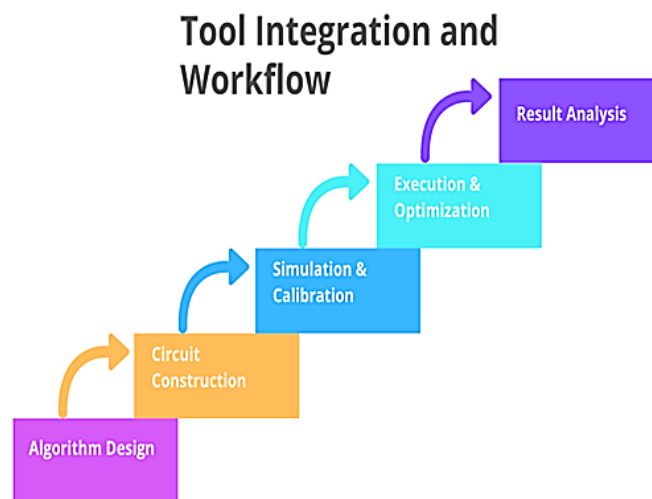 Tool Integration and
Workflow
Result Analysis
Execution &
Optimization
Simulation &
Calibration
Circuit
Construction
Algorithm Design